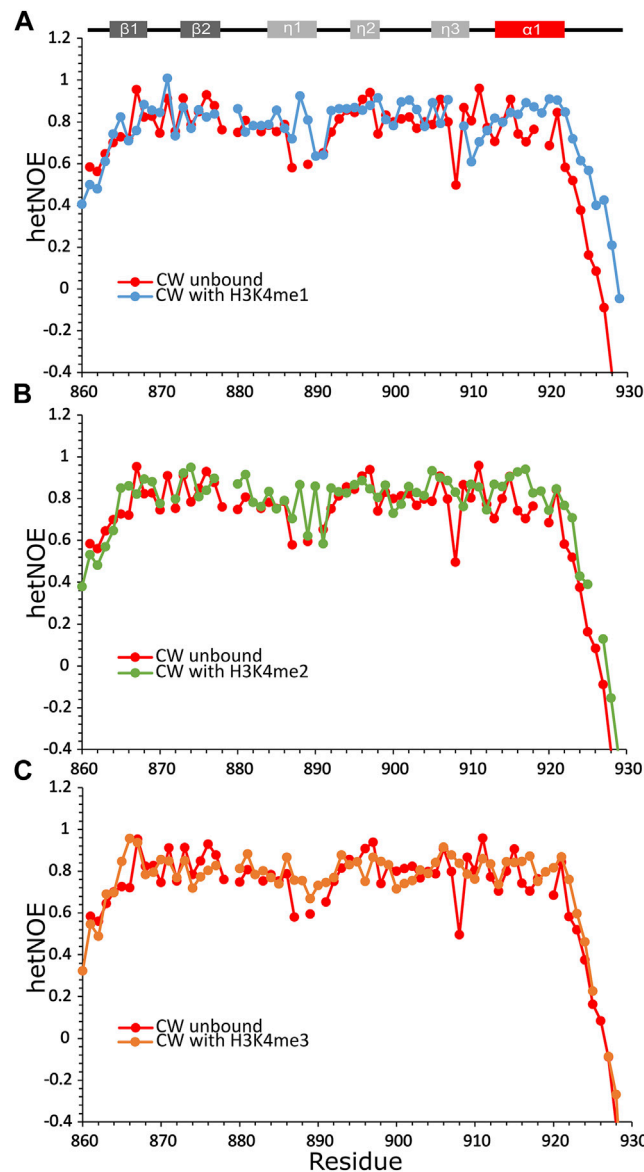 A
β1 β2 η1 η2 η3 α1
1.2
1
0.8
0.6
0.4
0.2
0
-0.2
-0.4
hetNOE
CW unbound
CW with H3K4me1
860 870 880 890 900 910 920 930
B
1.2
1
0.8
0.6
0.4
0.2
0
-0.2
-0.4
hetNOE
CW unbound
CW with H3K4me2
860 870 880 890 900 910 920 930
C
1.2
1
0.8
0.6
0.4
0.2
0
-0.2
-0.4
hetNOE
CW unbound
CW with H3K4me3
860 870 880 890 900 910 920 930
Residue